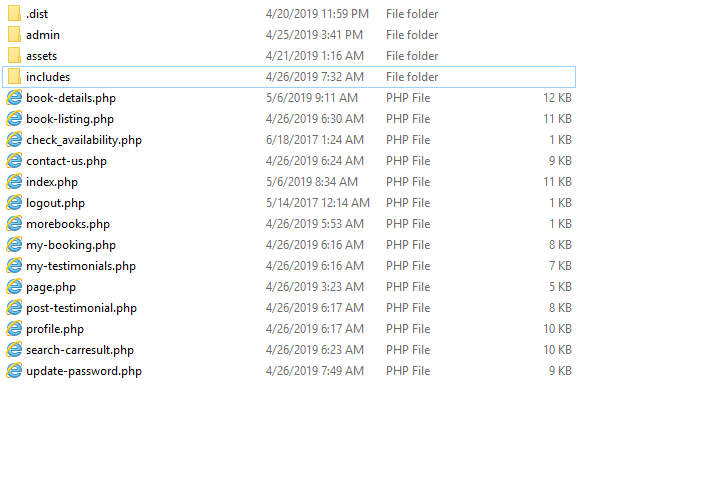 .dist 4/20/2019 11:59 PM File folder
admin 4/25/2019 3:41 PM File folder
assets 4/21/2019 1:16 AM File folder
includes 4/26/2019 7:32 AM File folder
book-details.php 5/6/2019 9:11 AM PHP File 12 KB
book-listing.php 4/26/2019 6:30 AM PHP File 11 KB
check_availability.php 6/18/2017 1:24 AM PHP File 1 KB
contact-us.php 4/26/2019 6:24 AM PHP File 9 KB
index.php 5/6/2019 8:34 AM PHP File 11 KB
logout.php 5/14/2017 12:14 AM PHP File 1 KB
morebooks.php 4/26/2019 5:53 AM PHP File 1 KB
my-booking.php 4/26/2019 6:16 AM PHP File 8 KB
my-testimonials.php 4/26/2019 6:16 AM PHP File 7 KB
page.php 4/26/2019 3:23 AM PHP File 5 KB
post-testimonial.php 4/26/2019 6:17 AM PHP File 8 KB
profile.php 4/26/2019 6:17 AM PHP File 10 KB
search-carresult.php 4/26/2019 6:23 AM PHP File 10 KB
update-password.php 4/26/2019 7:49 AM PHP File 9 KB